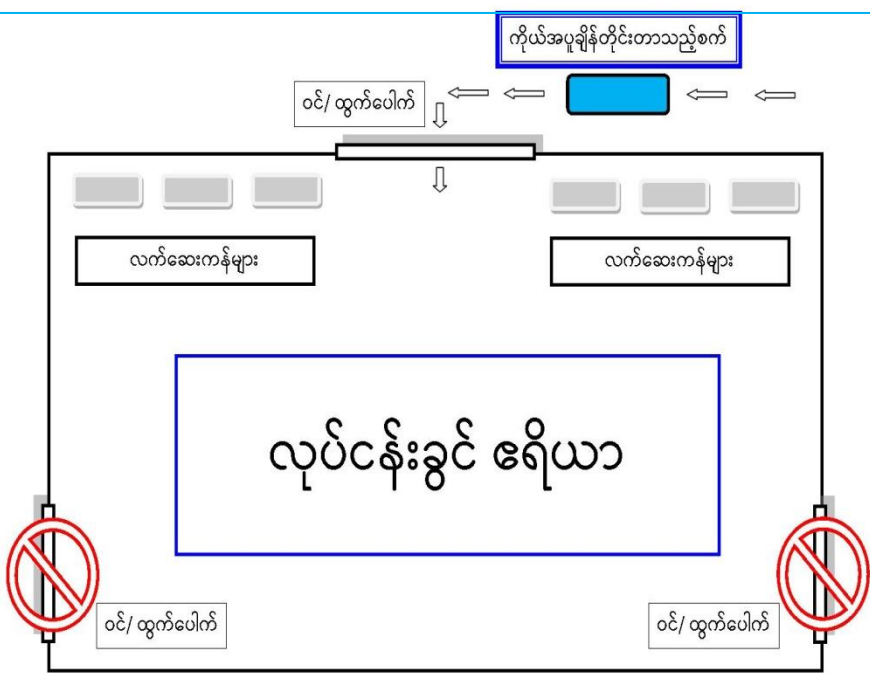 ကိုယ်အပူချိန်တိုင်းတာသည့်စက်
ဝင်/ ထွက်ပေါက်
လက်ဆေးကန်များ
လက်ဆေးကန်များ
လုပ်ငန်းခွင် ဧရိယာ
ဝင်/ ထွက်ပေါက်
ဝင်/ ထွက်ပေါက်